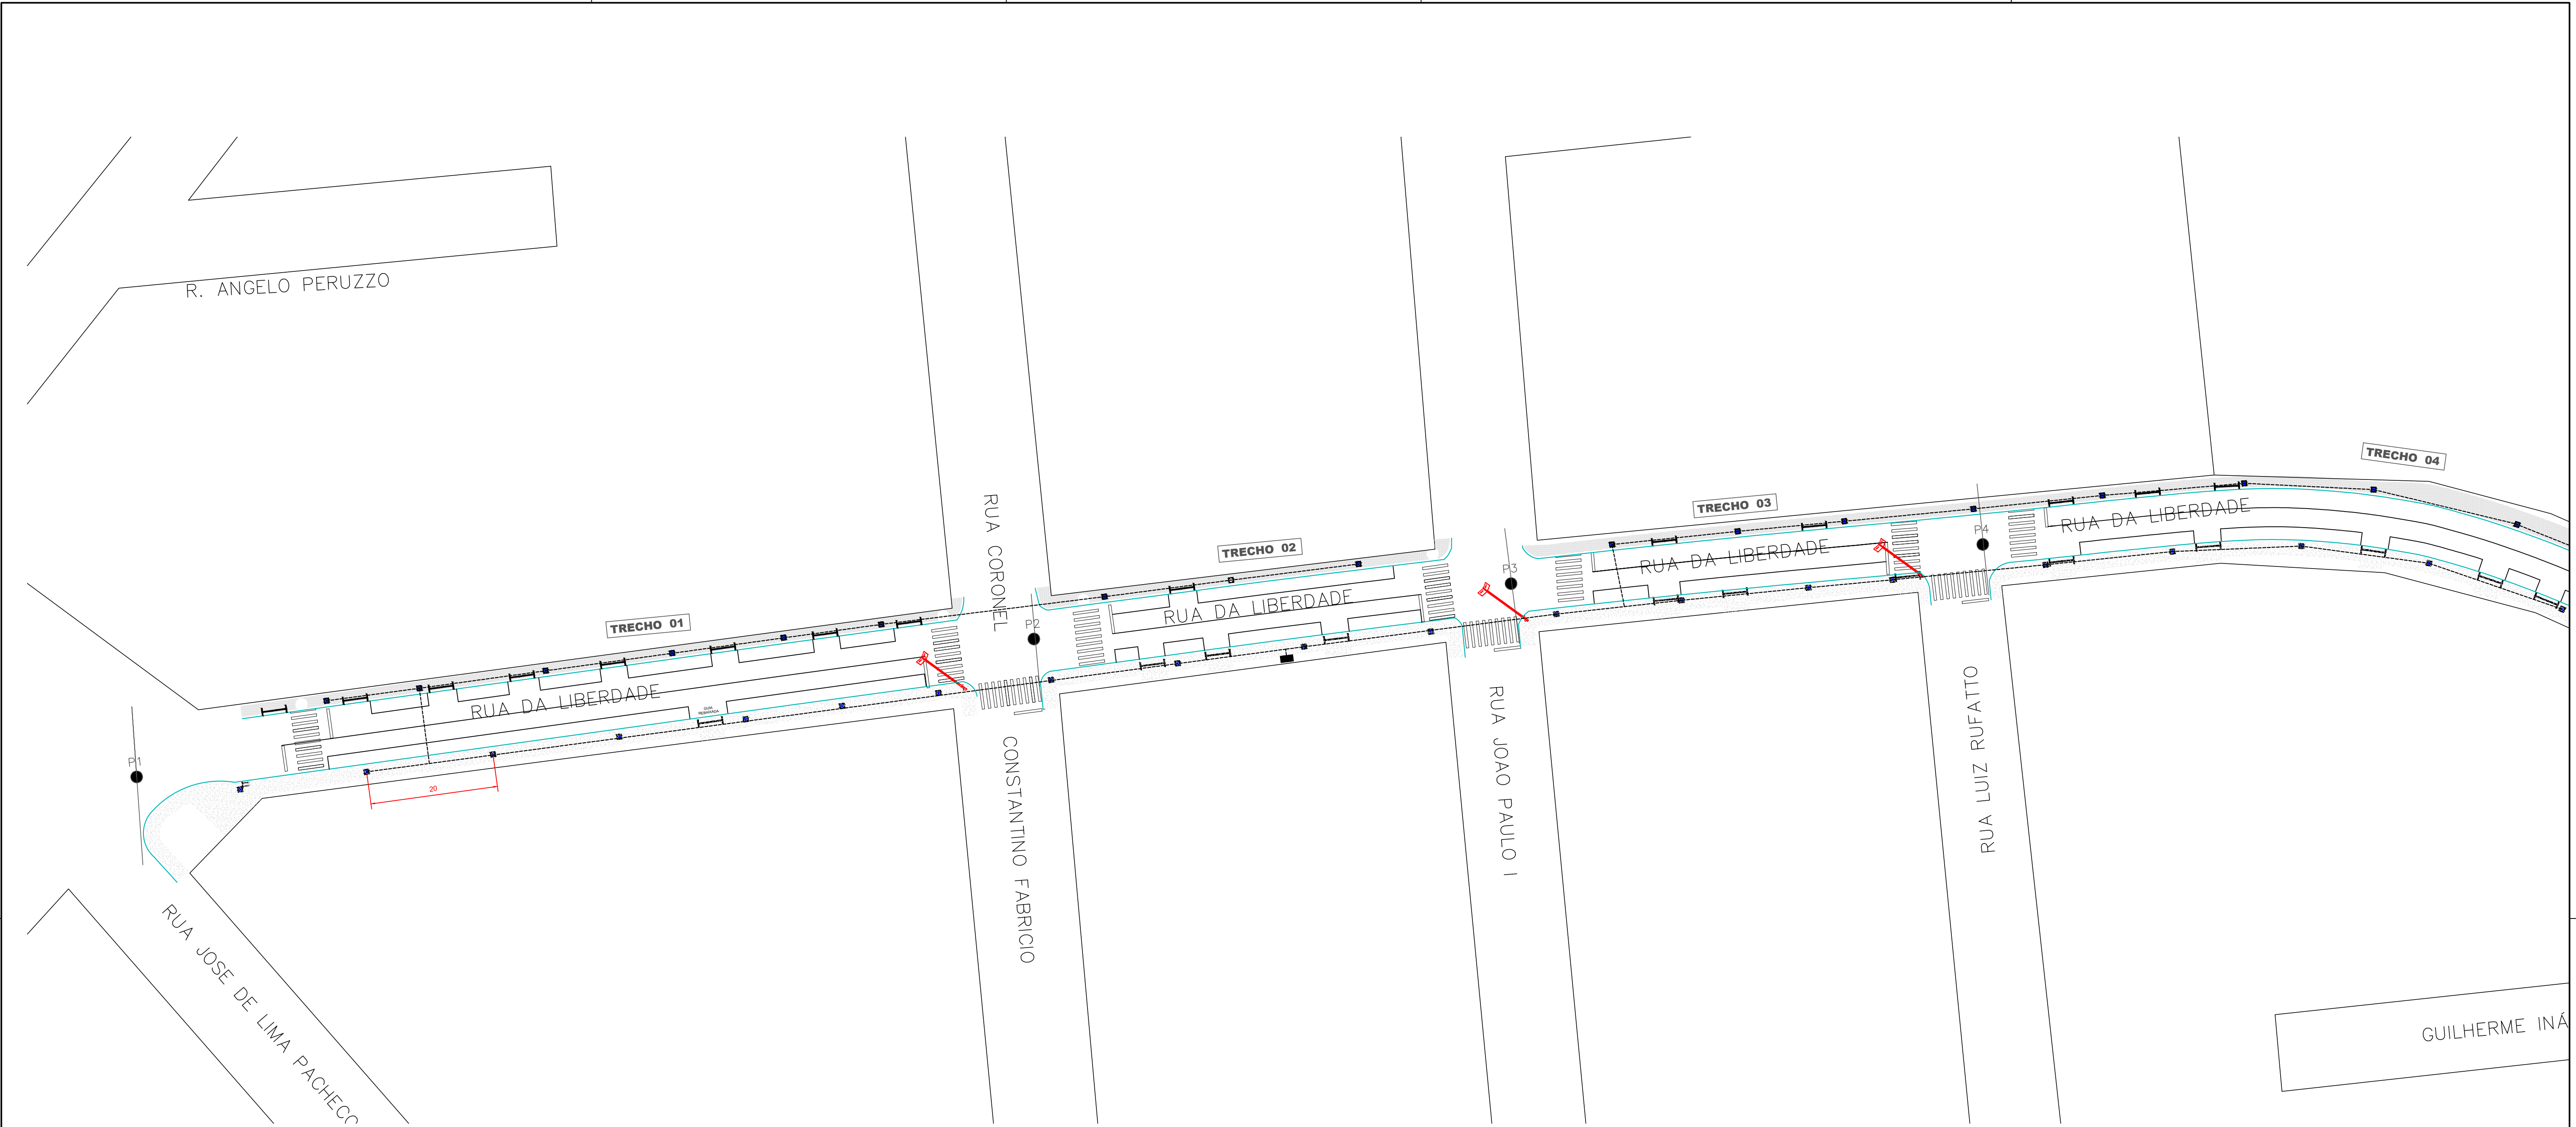 R. ANGELO PERUZZO
TRECHO 04
TRECHO 03
RUA DA LIBERDADE
P4
RUA CORONEL
TRECHO 02
RUA DA LIBERDADE
P3
RUA DA LIBERDADE
P2
TRECHO 01
RUA DA LIBERDADE
GUIA
REBAIXADA
P1
20
CONSTANTINO FABRICIO
RUA JOAO PAULO I
RUA LUIZ RUFATTO
RUA JOSE DE LIMA PACHECO
GUILHERME INÁ